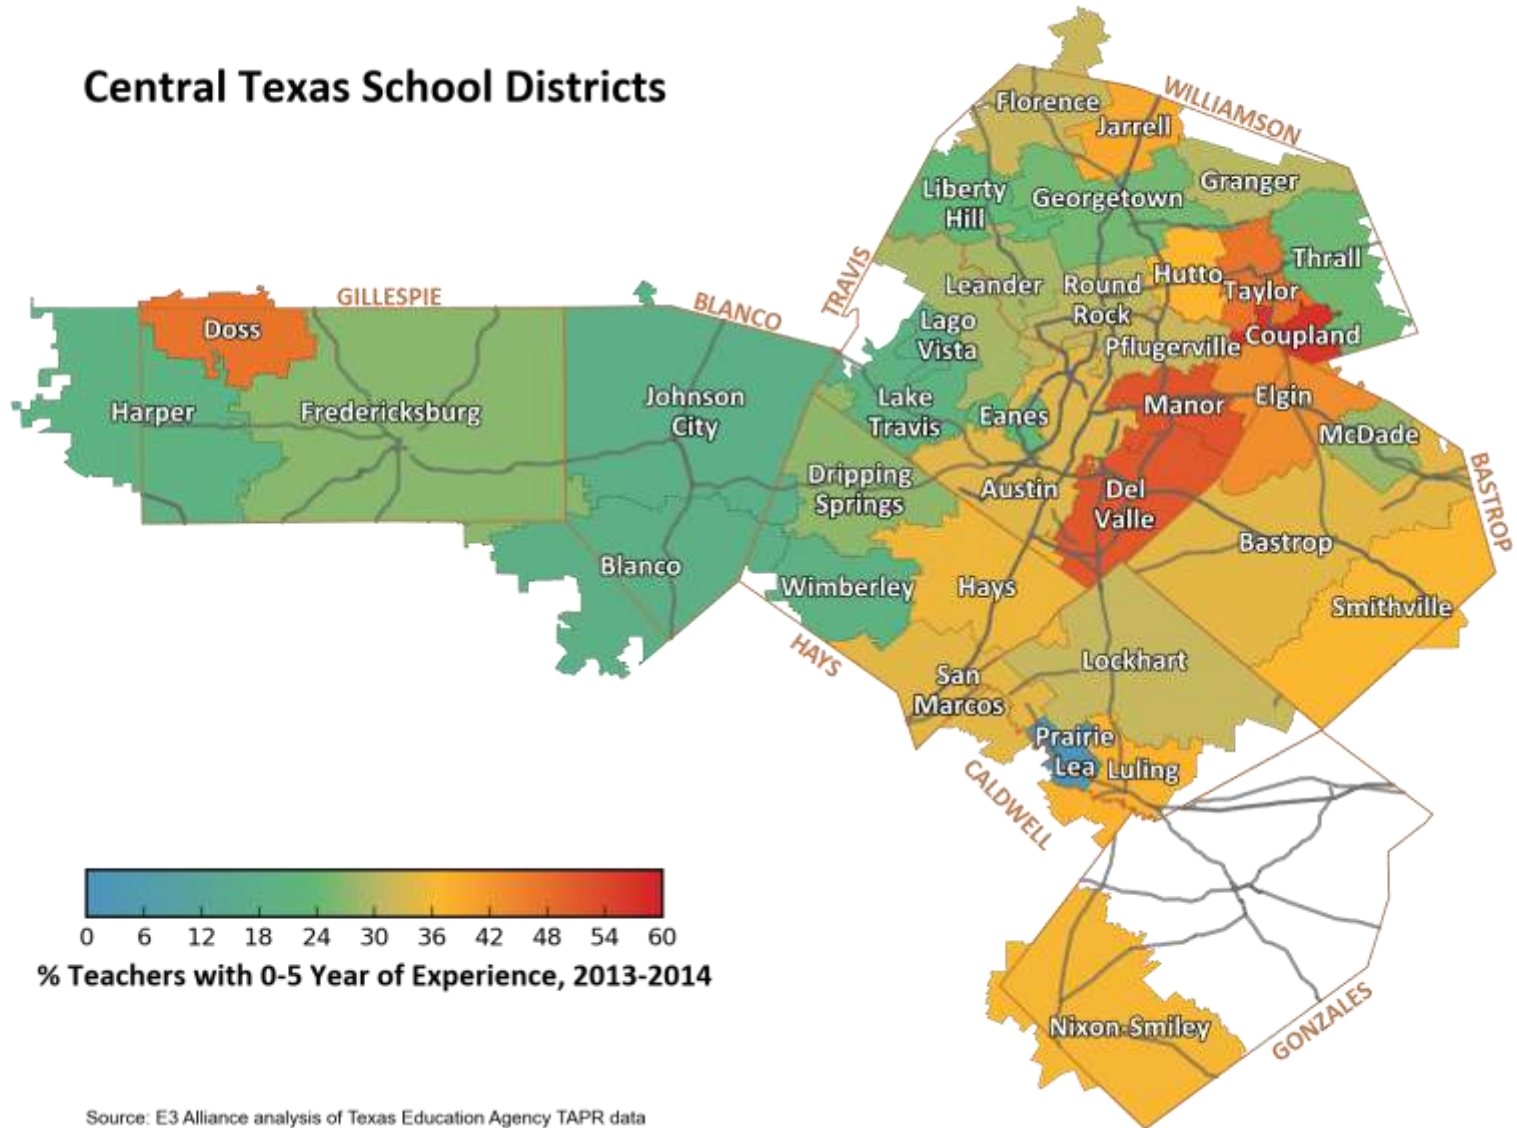 Central Texas School Districts
WILLIAMSON
Florence
Jarrell
Liberty
Hill
Georgetown
Granger
TRAVIS
Leander
Round
Rock
Hutto
Taylor
Thrall
GILLESPIE
BLANCO
Doss
Lago
Vista
Pflugerville
Coupland
Harper
Fredericksburg
Johnson
City
Lake
Travis
Eanes
Manor
Elgin
McDade
BASTROP
Dripping
Springs
Austin
Del
Valle
Bastrop
Blanco
Wimberley
Hays
Smithville
HAYS
San
Marcos
Lockhart
Prairie
Lea
Luling
CALDWELL
0 6 12 18 24 30 36 42 48 54 60
% Teachers with 0-5 Year of Experience, 2013-2014
Nixon-Smiley
GONZALES
Source: E3 Alliance analysis of Texas Education Agency TAPR data